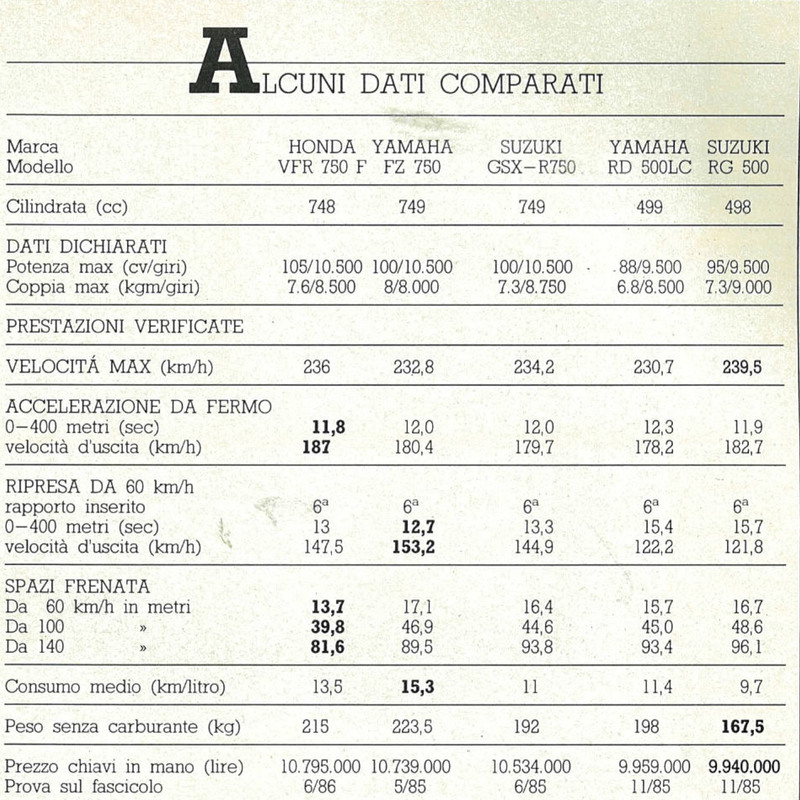 ALCUNI DATI COMPARATI
Marca HONDA YAMAHA SUZUKI YAMAHA SUZUKI
Modello VFR 750 F FZ 750 GSX-R750 RD 500LC RG 500
Cilindrata (cc) 748 749 749 499 498
DATI DICHIARATI
Potenza max (cv/giri) 105/10.500 100/10.500 100/10.500 88/9.500 95/9.500
Coppia max (kgm/giri) 7.6/8.500 8/8.000 7.3/8.750 6.8/8.500 7.3/9.000
PRESTAZIONI VERIFICATE
VELOCITÁ MAX (km/h) 236 232,8 234,2 230,7 239,5
ACCELERAZIONE DA FERMO
0-400 metri (sec) 11,8 12,0 12,0 12,3 11,9
velocità d'uscita (km/h) 187 180,4 179,7 178,2 182,7
RIPRESA DA 60 km/h
rapporto inserito 6ª 6ª 6ª 6ª 6ª
0-400 metri (sec) 13 12,7 13,3 15,4 15,7
velocità d'uscita (km/h) 147,5 153,2 144,9 122,2 121,8
SPAZI FRENATA
Da 60 km/h in metri 13,7 17,1 16,4 15,7 16,7
Da 100 » 39,8 46,9 44,6 45,0 48,6
Da 140 » 81,6 89,5 93,8 93,4 96,1
Consumo medio (km/litro) 13,5 15,3 11 11,4 9,7
Peso senza carburante (kg) 215 223,5 192 198 167,5
Prezzo chiavi in mano (lire) 10.795.000 10.739.000 10.534.000 9.959.000 9.940.000
Prova sul fascicolo 6/86 5/85 6/85 11/85 11/85